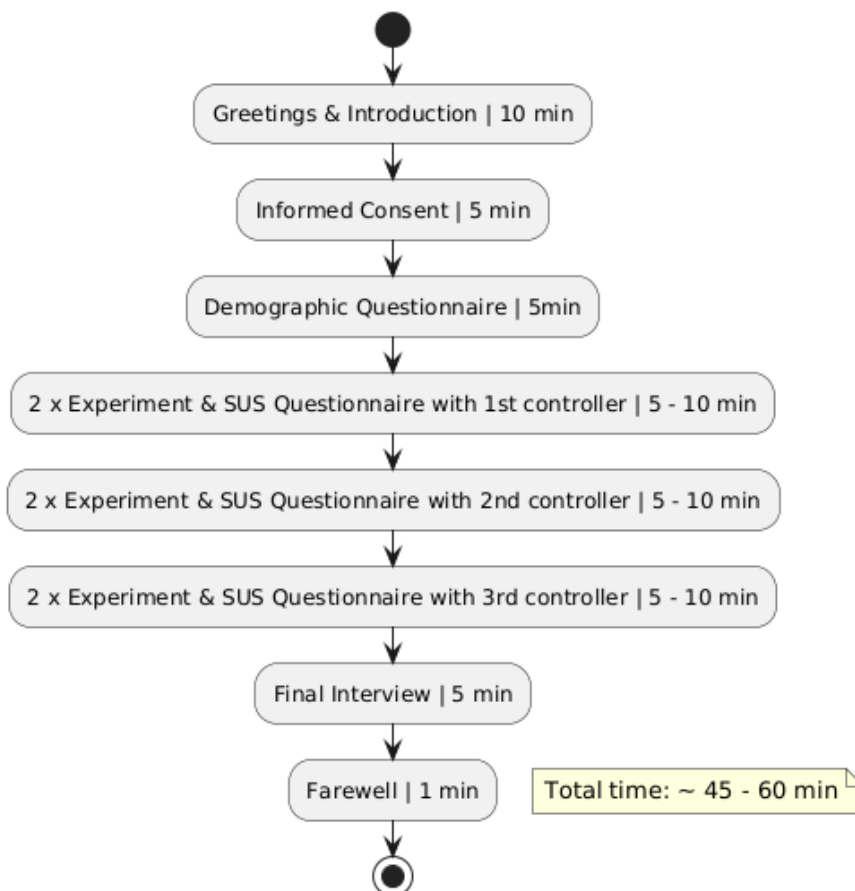 Greetings & Introduction | 10 min
Informed Consent | 5 min
Demographic Questionnaire | 5min
2 x Experiment & SUS Questionnaire with 1st controller | 5 - 10 min
2 x Experiment & SUS Questionnaire with 2nd controller | 5 - 10 min
2 x Experiment & SUS Questionnaire with 3rd controller | 5 - 10 min
Final Interview | 5 min
Farewell | 1 min
Total time: ~ 45 - 60 min